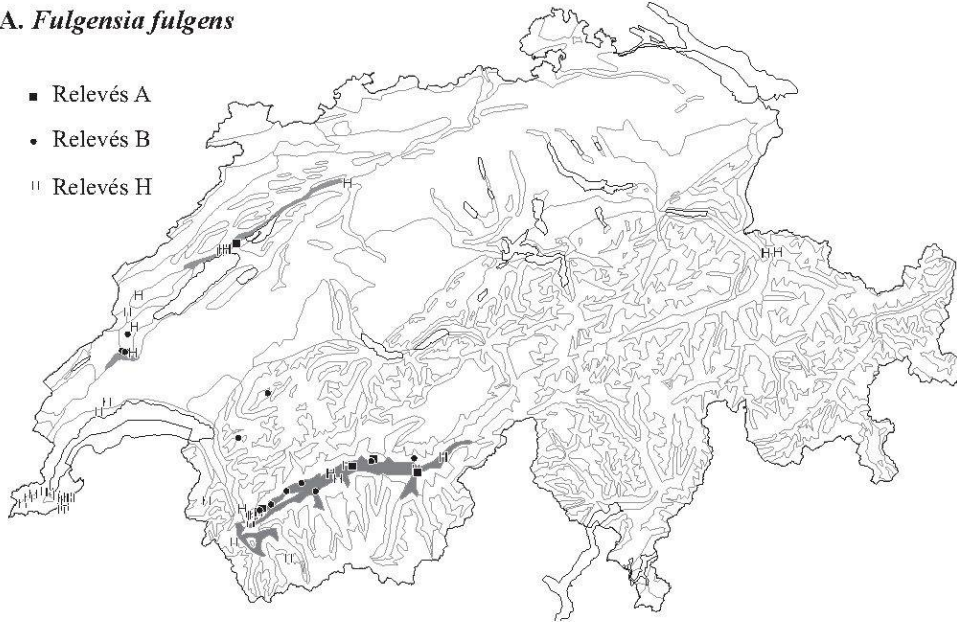 A. Fulgensia fulgens
■ Relevés A
• Relevés B
H Relevés H